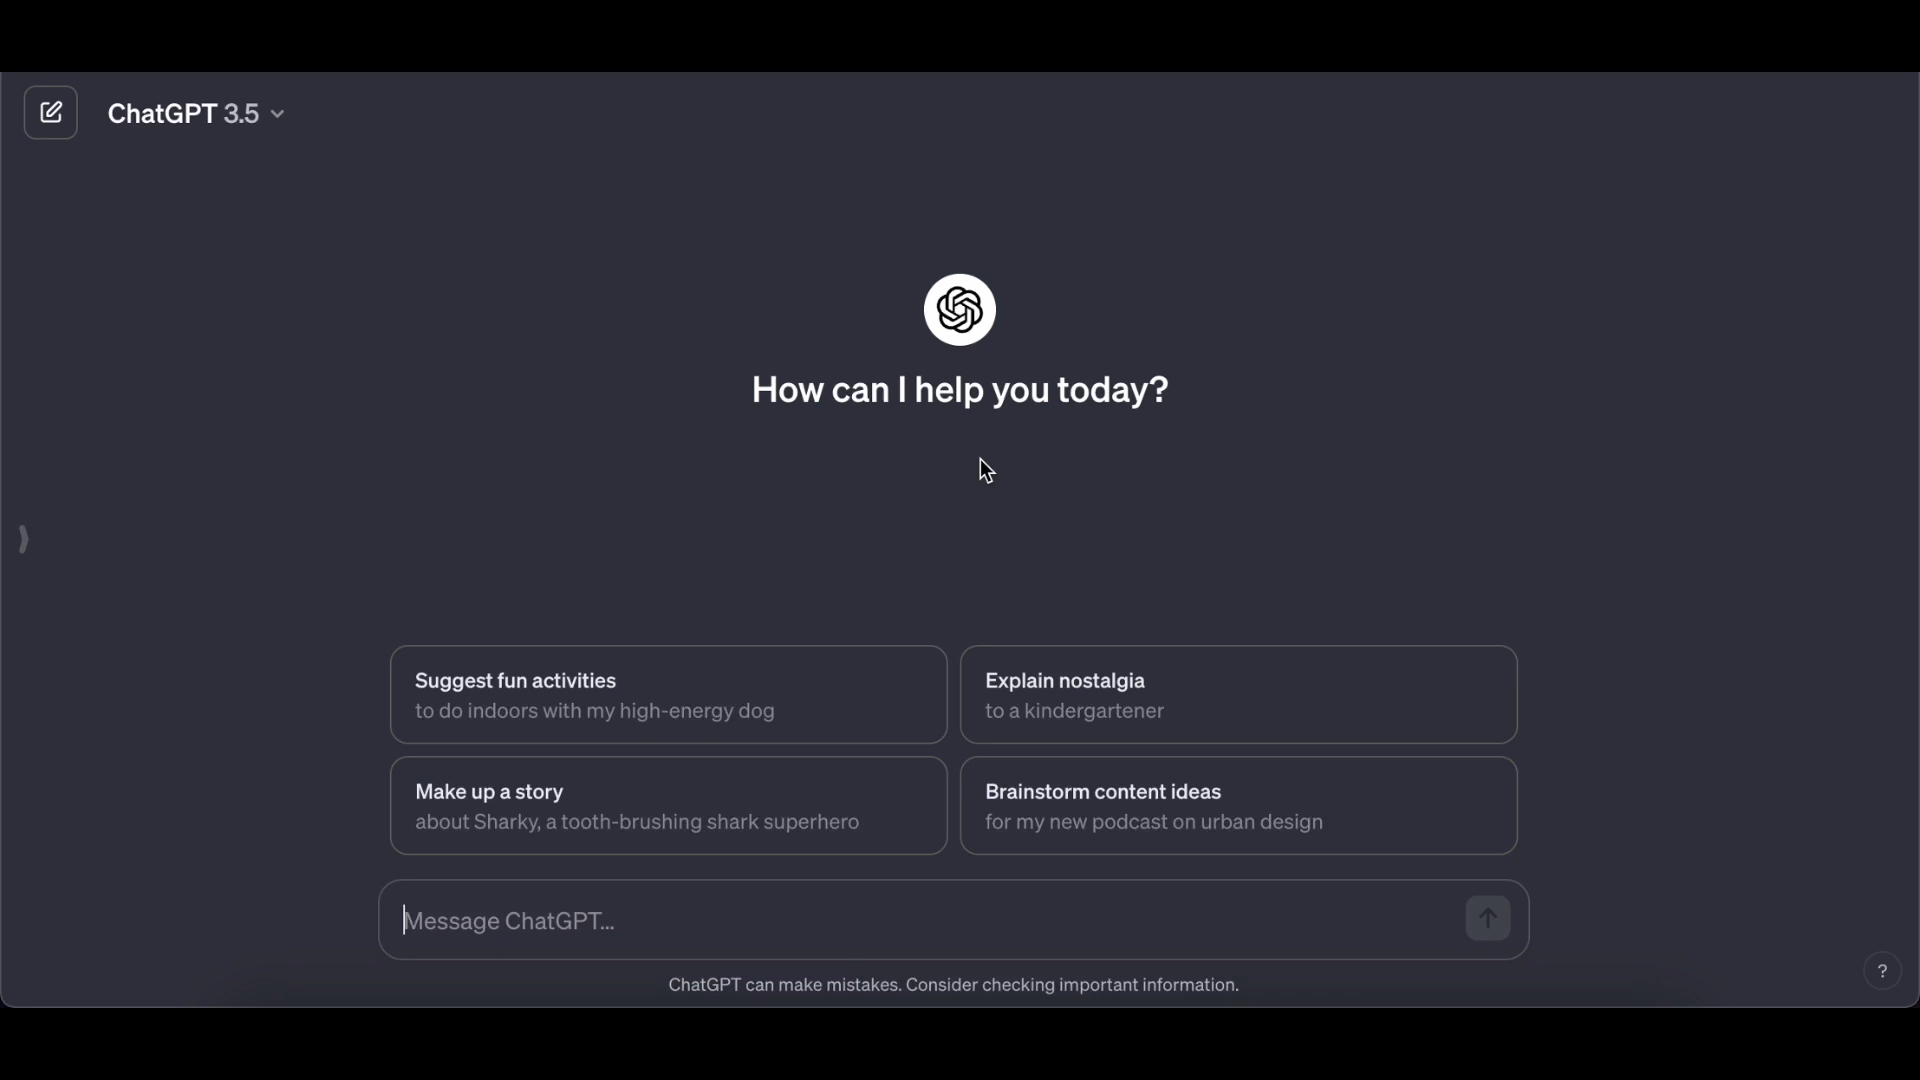 ChatGPT 3.5
How can I help you today?
Suggest fun activities
to do indoors with my high-energy dog
Explain nostalgia
to a kindergartener
Make up a story
about Sharky, a tooth-brushing shark superhero
Brainstorm content ideas
for my new podcast on urban design
Message ChatGPT...
ChatGPT can make mistakes. Consider checking important information.
?